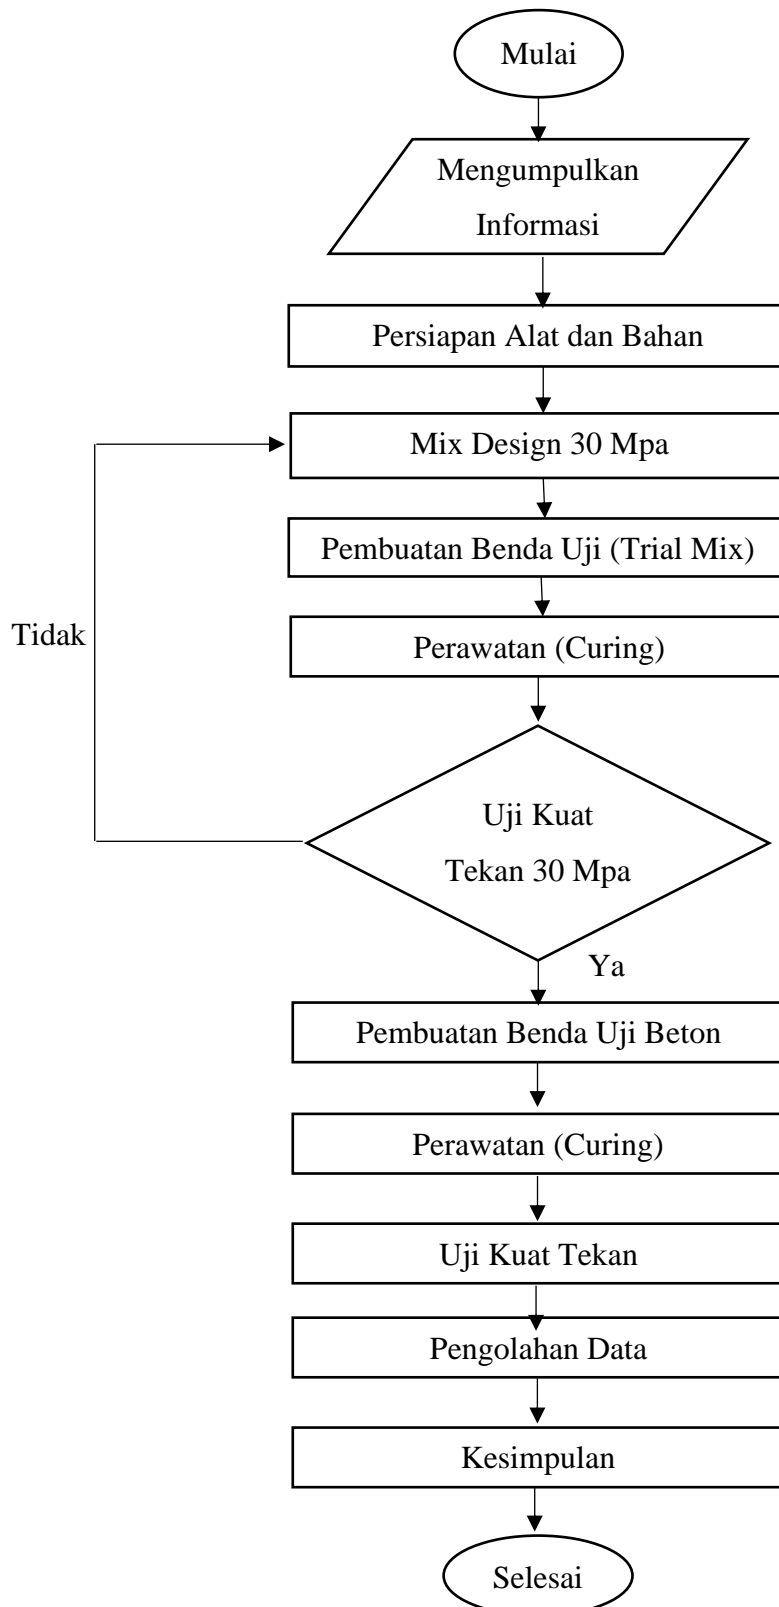 Mulai
Mengumpulkan
Informasi
Persiapan Alat dan Bahan
Mix Design 30 Mpa
Pembuatan Benda Uji (Trial Mix)
Tidak
Perawatan (Curing)
Uji Kuat
Tekan 30 Mpa
Ya
Pembuatan Benda Uji Beton
Perawatan (Curing)
Uji Kuat Tekan
Pengolahan Data
Kesimpulan
Selesai